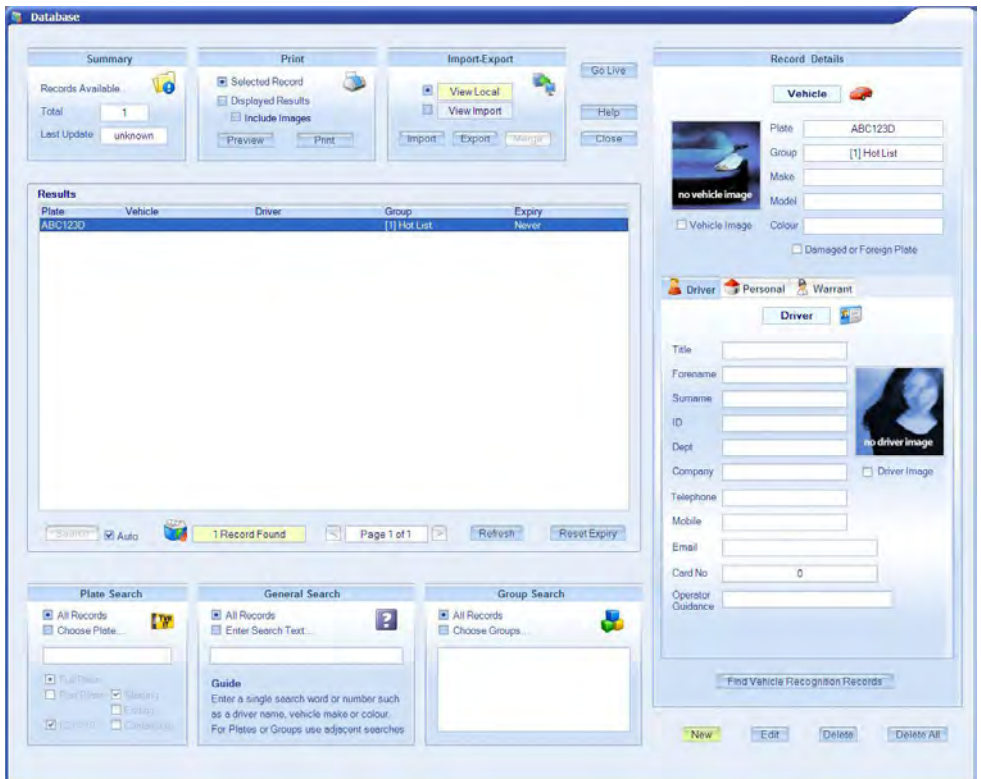 Database
Summary
Records Available...
Total
1
Last Update
unknown
Print
Selected Record
Displayed Results
Include Images
Preview
Print
Import-Export
View Local
View Import
Import
Export
Merge
Go Live
Help
Close
Results
Plate Vehicle Driver Group Expiry
ABC123D [1] Hot List Never
Search
Auto
1 Record Found
<
Page 1 of 1
>
Refresh
Reset Expiry
Plate Search
All Records
Choose Plate...
Full Plate
Part Plate
Starting
Ending
Containing
General Search
All Records
Enter Search Text...
Guide
Enter a single search word or number such
as a driver name, vehicle make or colour.
For Plates or Groups use adjacent searches
Group Search
All Records
Choose Groups...
Record Details
Vehicle
no vehicle image
Vehicle Image
Plate ABC123D
Group [1] Hot List
Make
Model
Colour
Damaged or Foreign Plate
Driver Personal Warrant
Driver
Title
Forename
Surname
ID
Dept
Company
Telephone
Mobile
Email
Card No 0
Operator
Guidance
no driver image
Driver Image
Find Vehicle Recognition Records
New
Edit
Delete
Delete All